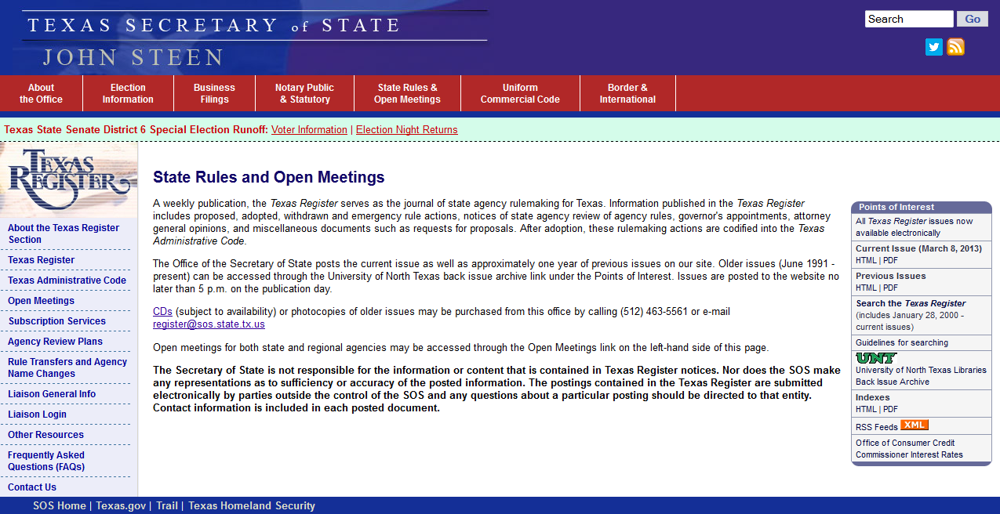 TEXAS SECRETARY of STATE
JOHN STEEN
Search
Go
About
the Office
Election
Information
Business
Filings
Notary Public
& Statutory
State Rules &
Open Meetings
Uniform
Commercial Code
Border &
International
Texas State Senate District 6 Special Election Runoff: Voter Information | Election Night Returns
TEXAS
REGISTER
About the Texas Register
Section
Texas Register
Texas Administrative Code
Open Meetings
Subscription Services
Agency Review Plans
Rule Transfers and Agency
Name Changes
Liaison General Info
Liaison Login
Other Resources
Frequently Asked
Questions (FAQs)
Contact Us
State Rules and Open Meetings
A weekly publication, the Texas Register serves as the journal of state agency rulemaking for Texas. Information published in the Texas Register
includes proposed, adopted, withdrawn and emergency rule actions, notices of state agency review of agency rules, governor's appointments, attorney
general opinions, and miscellaneous documents such as requests for proposals. After adoption, these rulemaking actions are codified into the Texas
Administrative Code.
The Office of the Secretary of State posts the current issue as well as approximately one year of previous issues on our site. Older issues (June 1991 -
present) can be accessed through the University of North Texas back issue archive link under the Points of Interest. Issues are posted to the website no
later than 5 p.m. on the publication day.
CDs (subject to availability) or photocopies of older issues may be purchased from this office by calling (512) 463-5561 or e-mail
register@sos.state.tx.us
Open meetings for both state and regional agencies may be accessed through the Open Meetings link on the left-hand side of this page.
The Secretary of State is not responsible for the information or content that is contained in Texas Register notices. Nor does the SOS make
any representations as to sufficiency or accuracy of the posted information. The postings contained in the Texas Register are submitted
electronically by parties outside the control of the SOS and any questions about a particular posting should be directed to that entity.
Contact information is included in each posted document.
Points of Interest
All Texas Register issues now
available electronically
Current Issue (March 8, 2013)
HTML | PDF
Previous Issues
HTML | PDF
Search the Texas Register
(includes January 28, 2000 -
current issues)
Guidelines for searching
UNT
University of North Texas Libraries
Back Issue Archive
Indexes
HTML | PDF
RSS Feeds XML
Office of Consumer Credit
Commissioner Interest Rates
SOS Home | Texas.gov | Trail | Texas Homeland Security